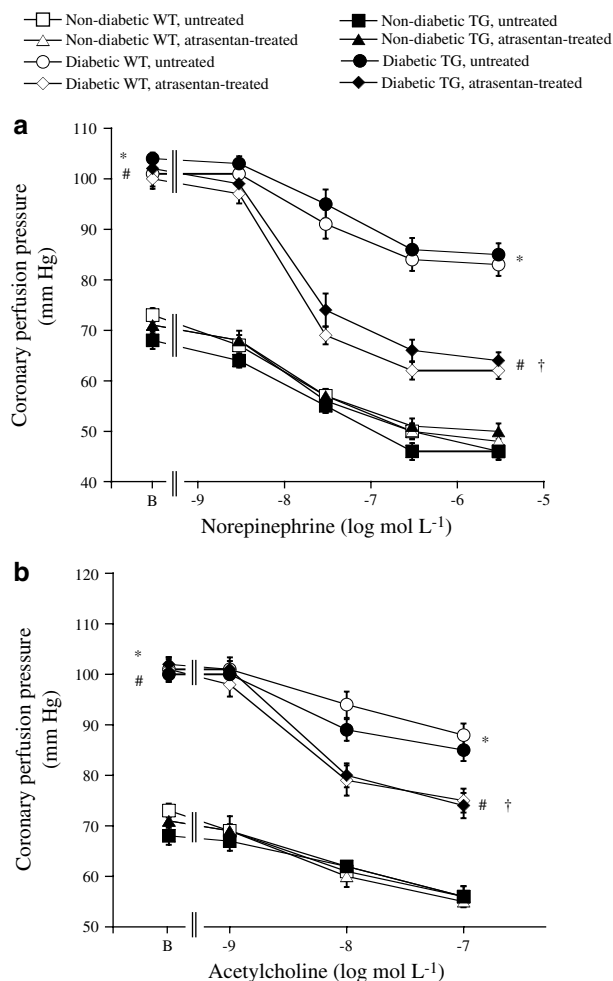 Non-diabetic WT, untreated
Non-diabetic TG, untreated
Non-diabetic WT, atrasentan-treated
Non-diabetic TG, atrasentan-treated
Diabetic WT, untreated
Diabetic TG, untreated
Diabetic WT, atrasentan-treated
Diabetic TG, atrasentan-treated
a
Coronary perfusion pressure
(mm Hg)
110
100
90
80
70
60
50
40
*
#
*
# †
B -9 -8 -7 -6 -5
Norepinephrine (log mol L-1)
b
Coronary perfusion pressure
(mm Hg)
120
110
100
90
80
70
60
50
*
#
*
# †
B -9 -8 -7
Acetylcholine (log mol L-1)